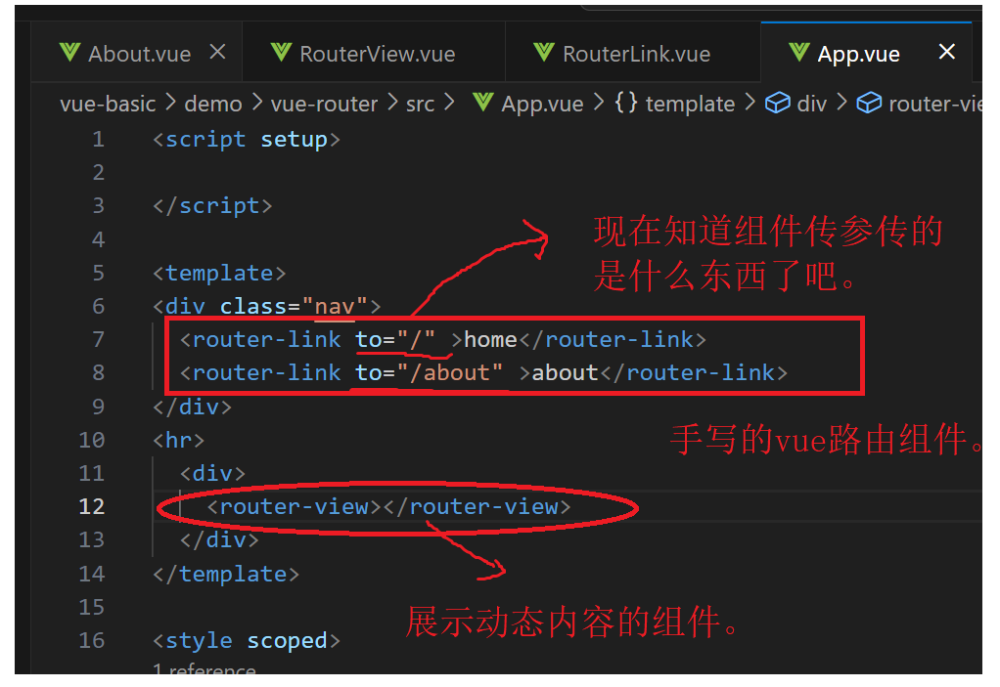 About.vue RouterView.vue RouterLink.vue App.vue
vue-basic > demo > vue-router > src > App.vue > {} template > div > router-vie
1 <script setup>
2
3 </script>
4
现在知道组件传参传的
是什么东西了吧。
5 <template>
6 <div class="nav">
7 <router-link to="/" >home</router-link>
8 <router-link to="/about" >about</router-link>
9 </div>
手写的vue路由组件。
10 <hr>
11 <div>
12 <router-view></router-view>
13 </div>
14 </template>
展示动态内容的组件。
15
16 <style scoped>
1 reference